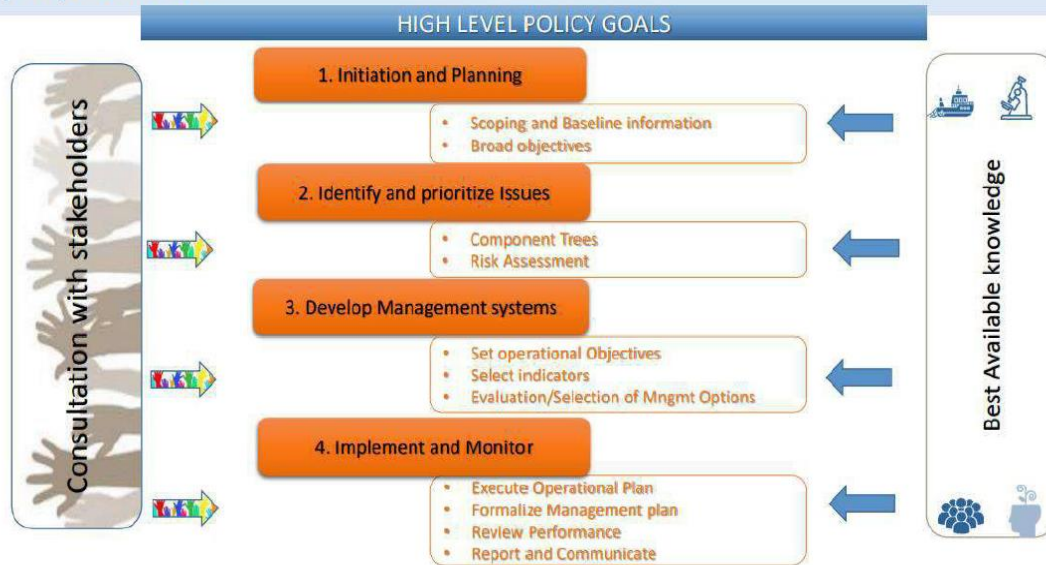 HIGH LEVEL POLICY GOALS
Consultation with stakeholders
1. Initiation and Planning
• Scoping and Baseline information
• Broad objectives
2. Identify and prioritize Issues
• Component Trees
• Risk Assessment
3. Develop Management systems
• Set operational Objectives
• Select indicators
• Evaluation/Selection of Mngmt Options
4. Implement and Monitor
• Execute Operational Plan
• Formalize Management plan
• Review Performance
• Report and Communicate
Best Available knowledge